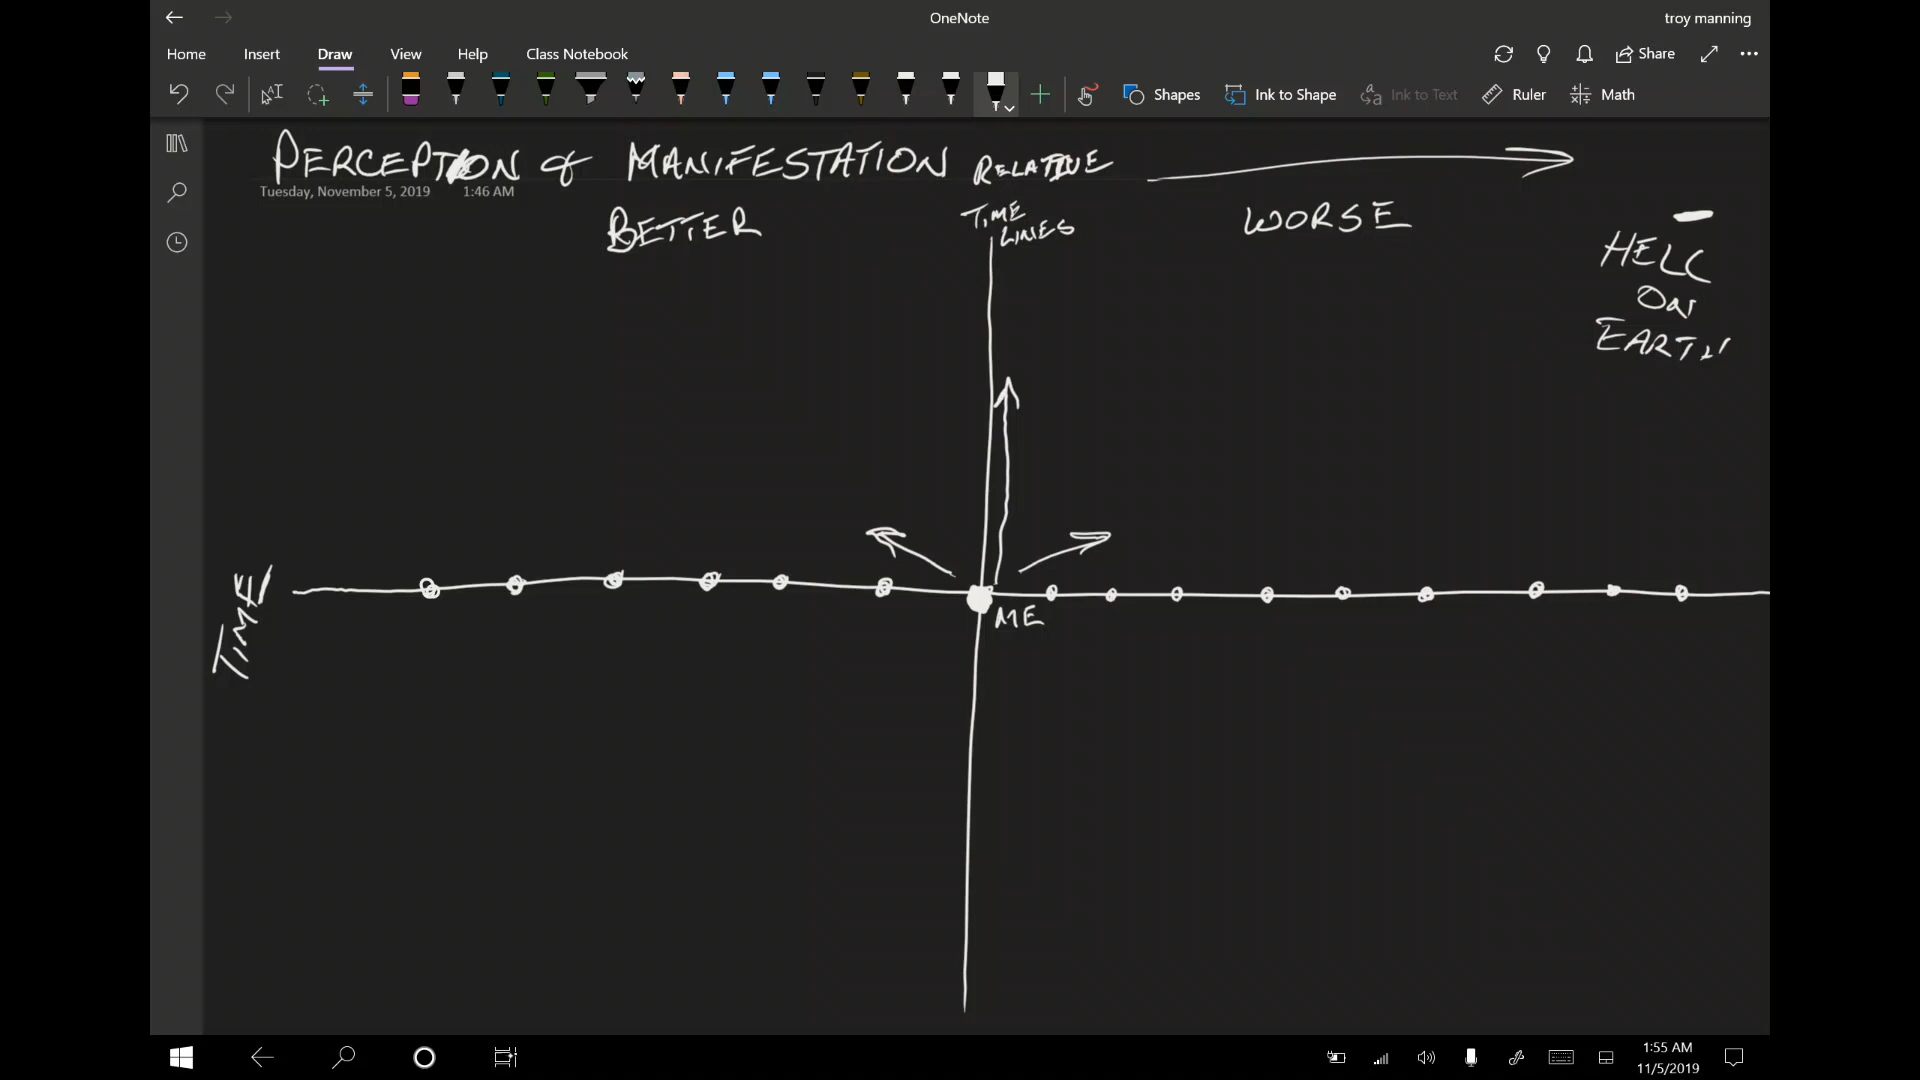 OneNote
troy manning
Home Insert Draw View Help Class Notebook
Share
Shapes Ink to Shape Ink to Text Ruler Math
PERCEPTION of MANIFESTATION RELATIVE
Tuesday, November 5, 2019 1:46 AM
BETTER
TIME
LINES
WORSE
HELL
ON
EARTH
TIME
ME
1:55 AM
11/5/2019